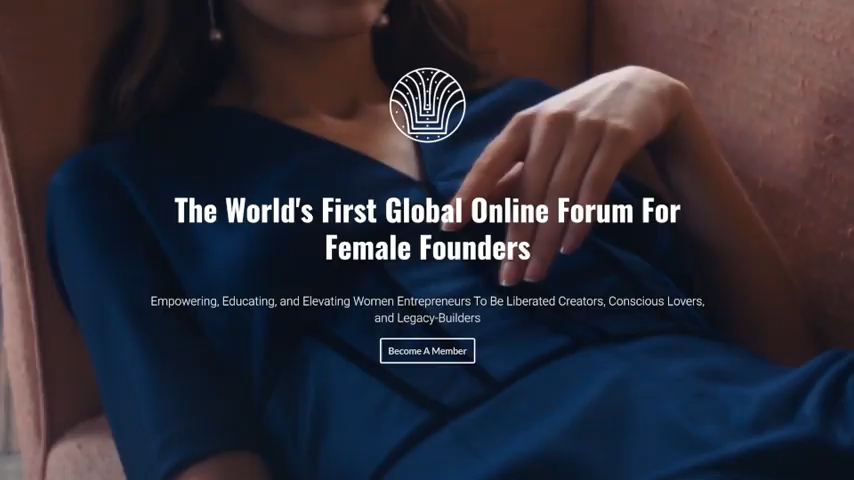 The World's First Global Online Forum For
Female Founders
Empowering, Educating, and Elevating Women Entrepreneurs To Be Liberated Creators, Conscious Lovers,
and Legacy-Builders
Become A Member